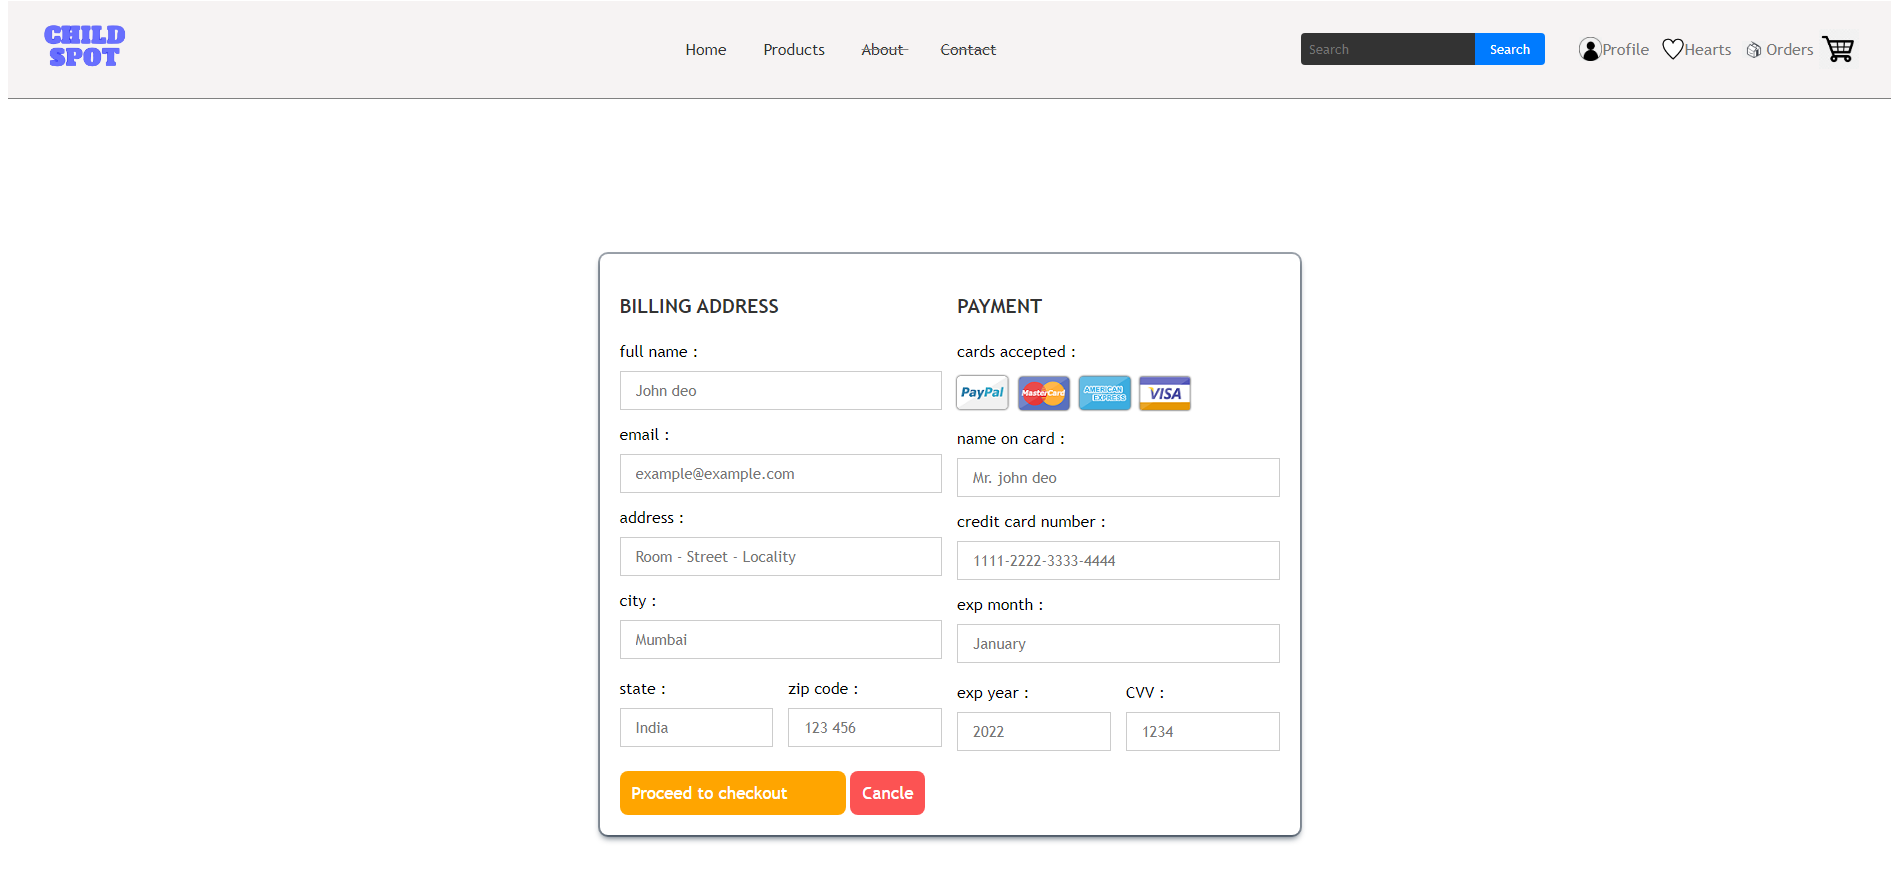 CHILD
SPOT
Home Products About Contact
Search Search
Profile Hearts Orders
BILLING ADDRESS
full name :
John deo
email :
example@example.com
address :
Room - Street - Locality
city :
Mumbai
state : zip code :
India 123 456
PAYMENT
cards accepted :
PayPal MasterCard AMERICAN EXPRESS VISA
name on card :
Mr. john deo
credit card number :
1111-2222-3333-4444
exp month :
January
exp year : CVV :
2022 1234
Proceed to checkout Cancle